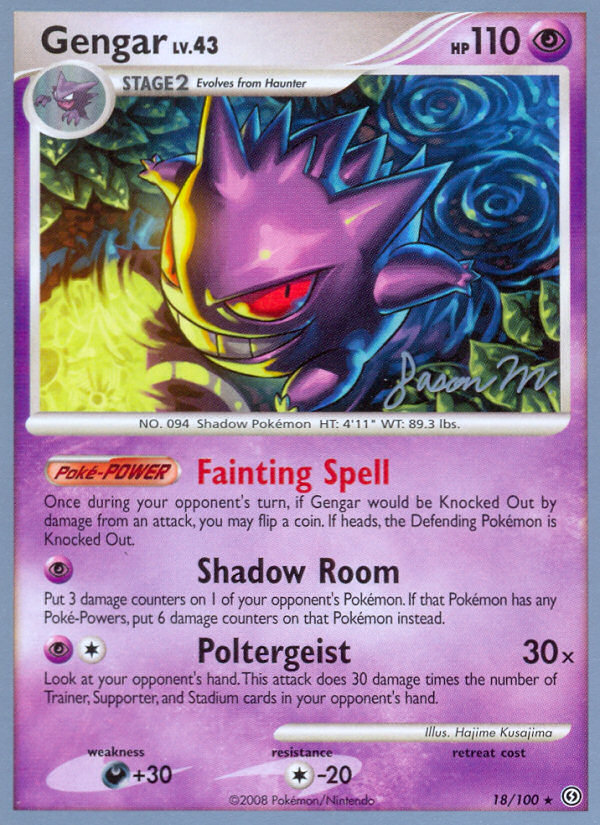 Gengar LV.43
HP 110
STAGE2 Evolves from Haunter
Jason M
NO. 094 Shadow Pokémon HT: 4'11" WT: 89.3 lbs.
Poké-POWER Fainting Spell
Once during your opponent's turn, if Gengar would be Knocked Out by
damage from an attack, you may flip a coin. If heads, the Defending Pokémon is
Knocked Out.
Shadow Room
Put 3 damage counters on 1 of your opponent's Pokémon. If that Pokémon has any
Poké-Powers, put 6 damage counters on that Pokémon instead.
Poltergeist 30x
Look at your opponent's hand. This attack does 30 damage times the number of
Trainer, Supporter, and Stadium cards in your opponent's hand.
Illus. Hajime Kusajima
weakness resistance retreat cost
+30 -20
©2008 Pokémon/Nintendo 18/100 ★